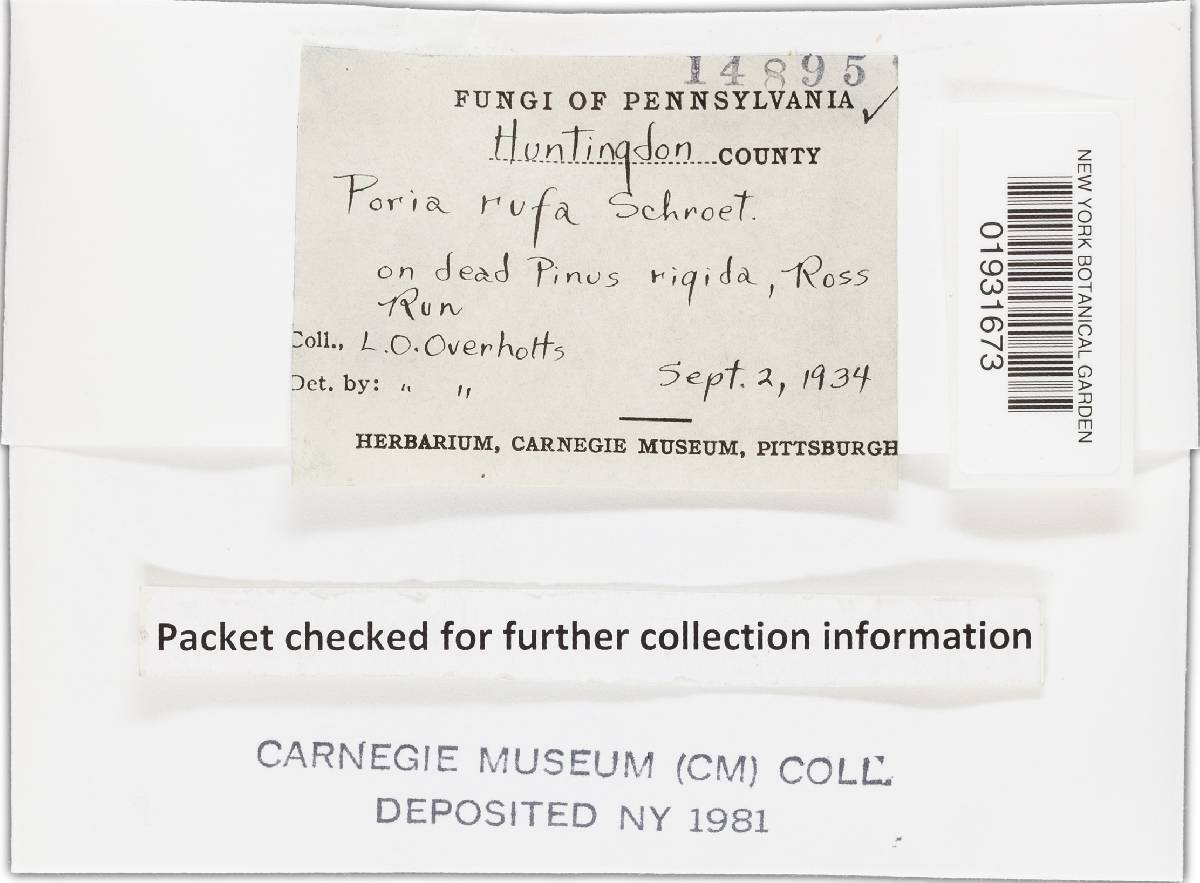 14895
FUNGI OF PENNSYLVANIA ✓
Huntingdon COUNTY
Poria rufa Schroet.
on dead Pinus rigida, Ross
Run
Coll., L.O. Overholts
Det. by: " "
Sept. 2, 1934
HERBARIUM, CARNEGIE MUSEUM, PITTSBURGH
NEW YORK BOTANICAL GARDEN
01931673
Packet checked for further collection information
CARNEGIE MUSEUM (CM) COLL.
DEPOSITED NY 1981